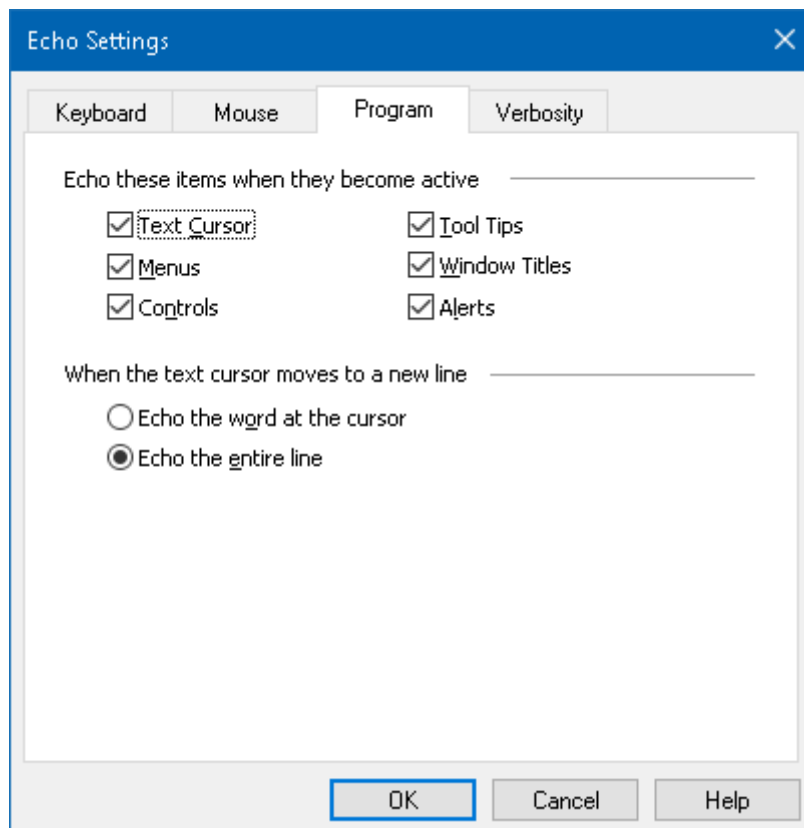 Echo Settings
Keyboard Mouse Program Verbosity
Echo these items when they become active
Text Cursor Tool Tips
Menus Window Titles
Controls Alerts
When the text cursor moves to a new line
Echo the word at the cursor
Echo the entire line
OK Cancel Help